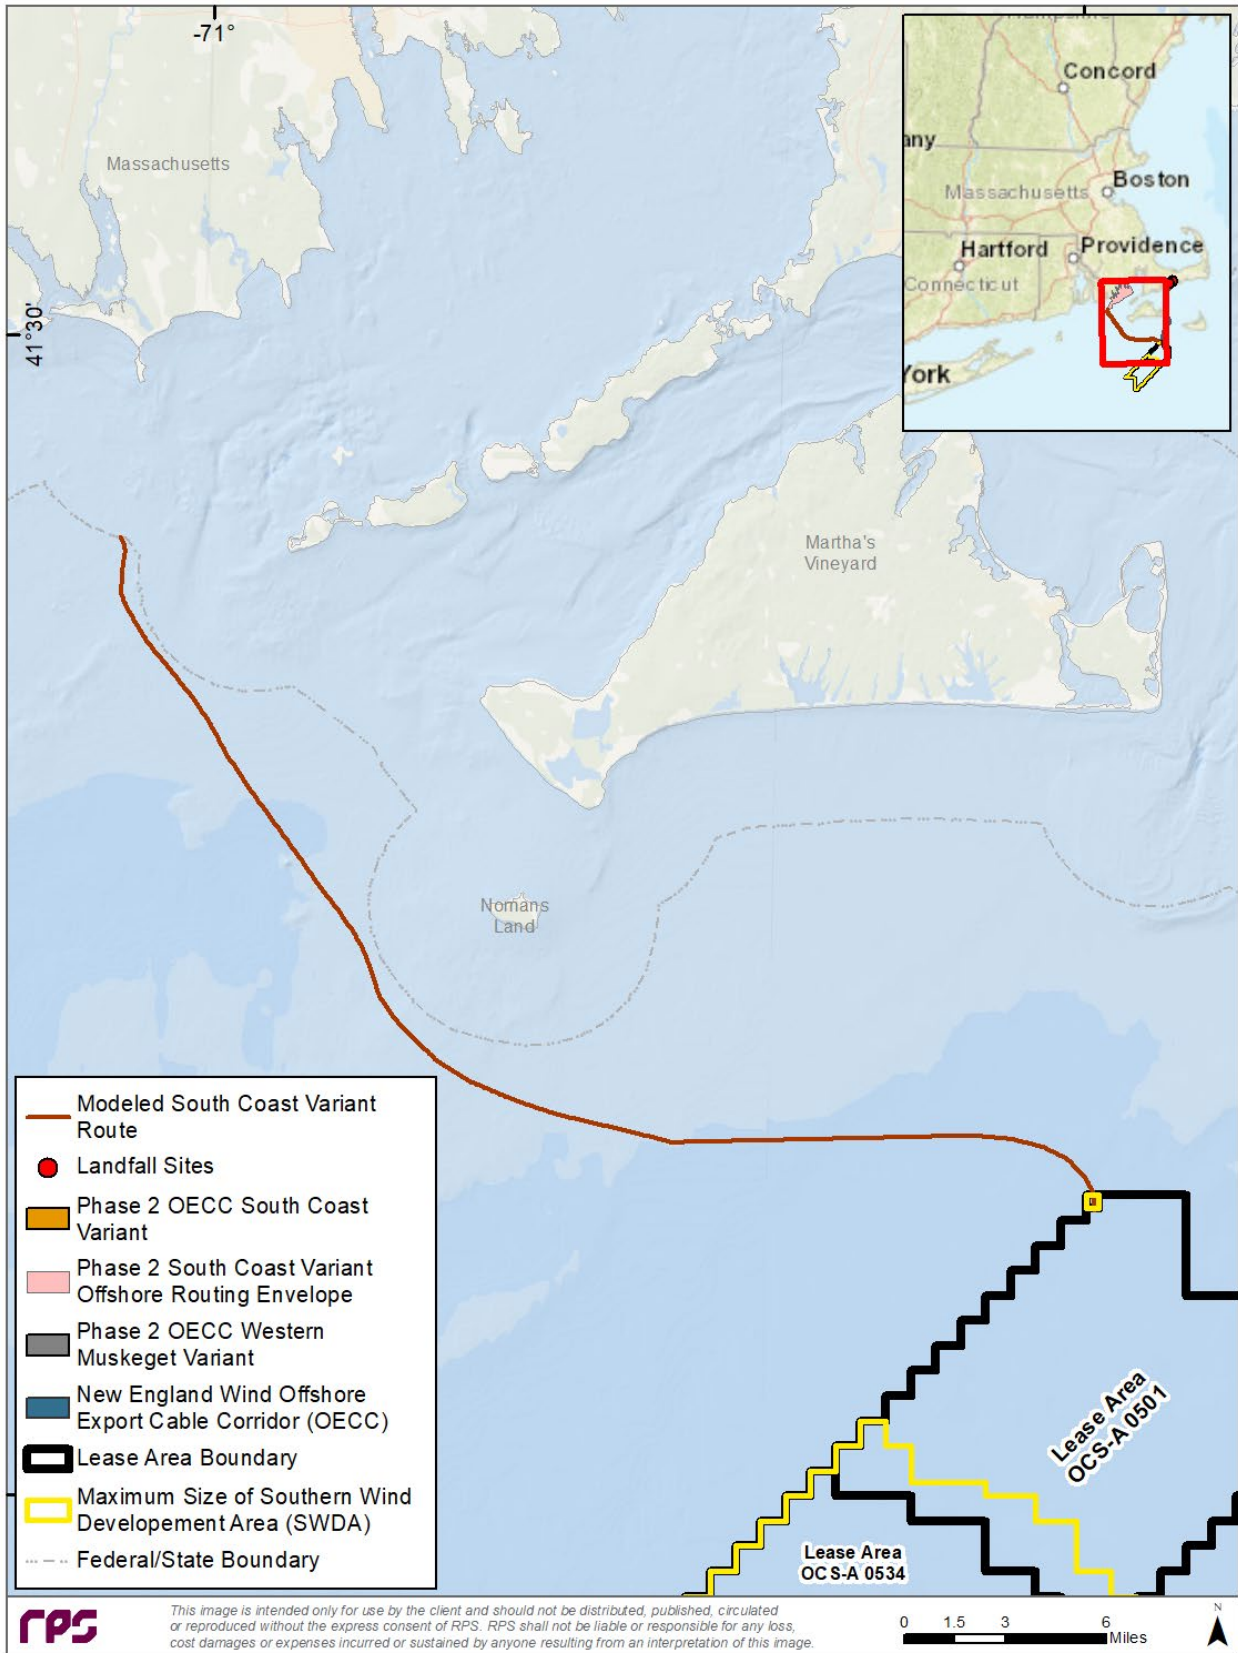 -71°
Massachusetts
41°30'
Concord
any
Massachusetts
Boston
Hartford
Providence
Connecticut
York
Martha's
Vineyard
Nomans
Land
Modeled South Coast Variant
Route
Landfall Sites
Phase 2 OECC South Coast
Variant
Phase 2 South Coast Variant
Offshore Routing Envelope
Phase 2 OECC Western
Muskeget Variant
New England Wind Offshore
Export Cable Corridor (OECC)
Lease Area Boundary
Maximum Size of Southern Wind
Developement Area (SWDA)
Federal/State Boundary
Lease Area
OCS-A 0501
Lease Area
OCS-A 0534
rps
This image is intended only for use by the client and should not be distributed, published, circulated
or reproduced without the express consent of RPS. RPS shall not be liable or responsible for any loss,
cost damages or expenses incurred or sustained by anyone resulting from an interpretation of this image.
0 1.5 3 6
Miles
N